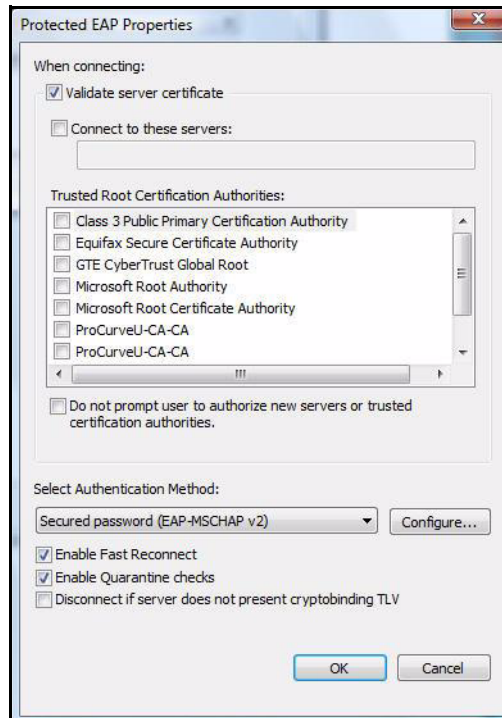 Protected EAP Properties
When connecting:
Validate server certificate
Connect to these servers:
Trusted Root Certification Authorities:
Class 3 Public Primary Certification Authority
Equifax Secure Certificate Authority
GTE CyberTrust Global Root
Microsoft Root Authority
Microsoft Root Certificate Authority
ProCurveU-CA-CA
ProCurveU-CA-CA
Do not prompt user to authorize new servers or trusted
certification authorities.
Select Authentication Method:
Secured password (EAP-MSCHAP v2)
Configure...
Enable Fast Reconnect
Enable Quarantine checks
Disconnect if server does not present cryptobinding TLV
OK
Cancel